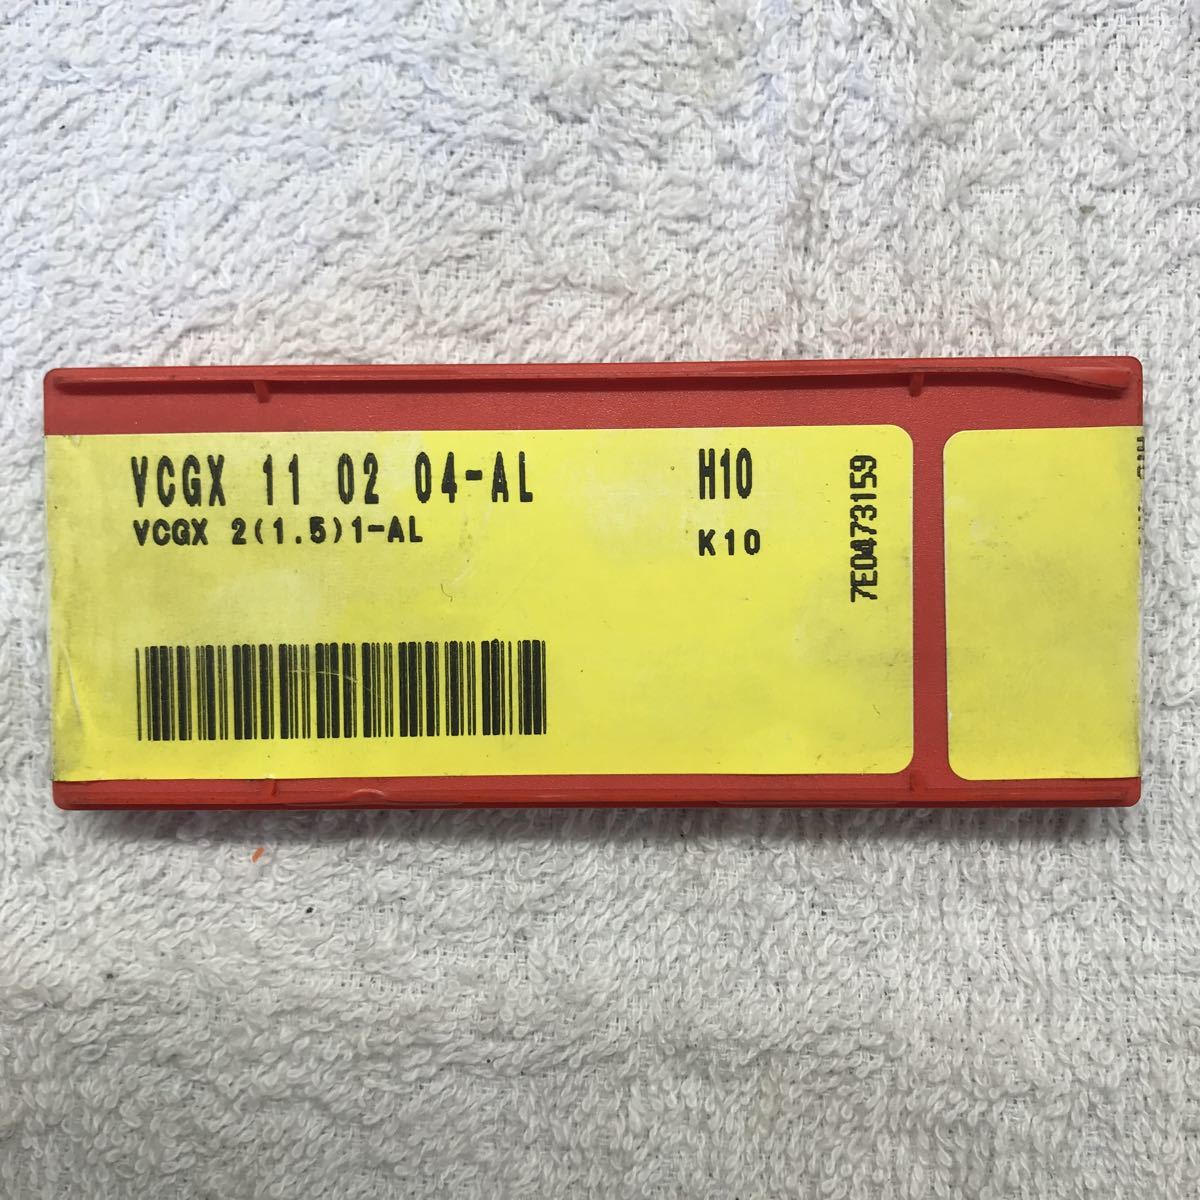 VCGX 11 02 04-AL H10
VCGX 2(1.5)1-AL K10
7E0473159